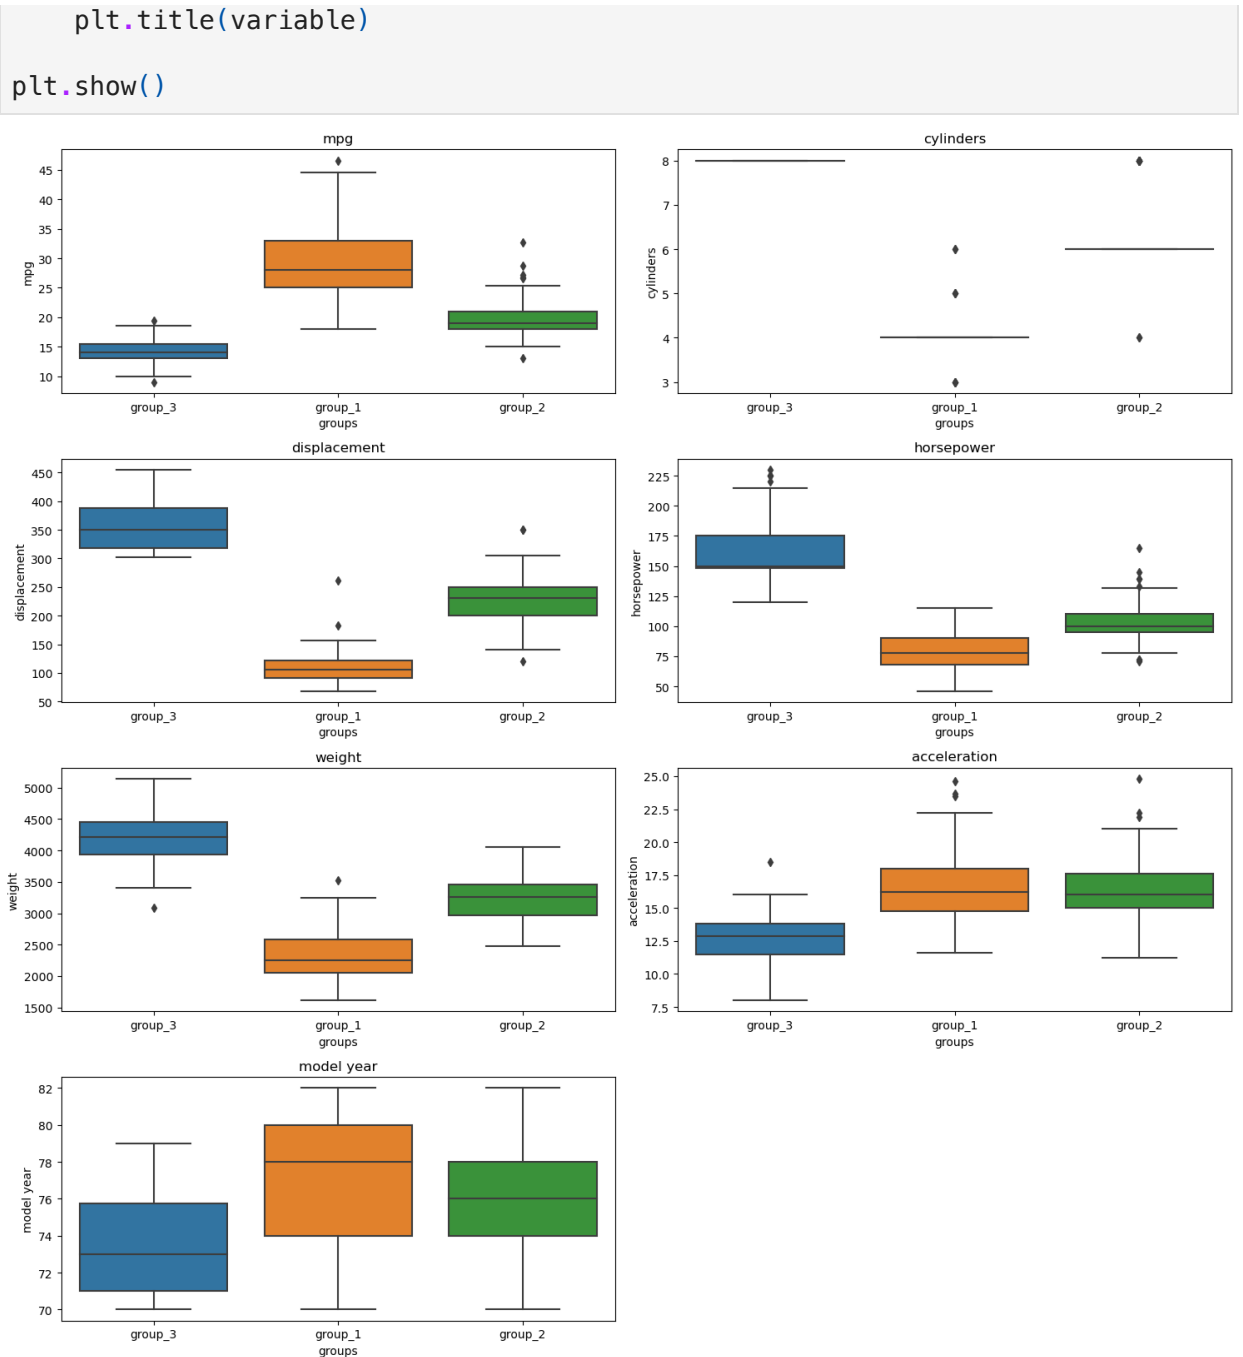 plt.title(variable)
plt.show()
mpg
cylinders
45
40
35
30
25
20
15
10
mpg
group_3 group_1 group_2
groups
8
7
6
5
4
3
cylinders
group_3 group_1 group_2
groups
displacement
horsepower
450
400
350
300
250
200
150
100
50
displacement
group_3 group_1 group_2
groups
225
200
175
150
125
100
75
50
horsepower
group_3 group_1 group_2
groups
weight
acceleration
5000
4500
4000
3500
3000
2500
2000
1500
weight
group_3 group_1 group_2
groups
25.0
22.5
20.0
17.5
15.0
12.5
10.0
7.5
acceleration
group_3 group_1 group_2
groups
model year
82
80
78
76
74
72
70
model year
group_3 group_1 group_2
groups